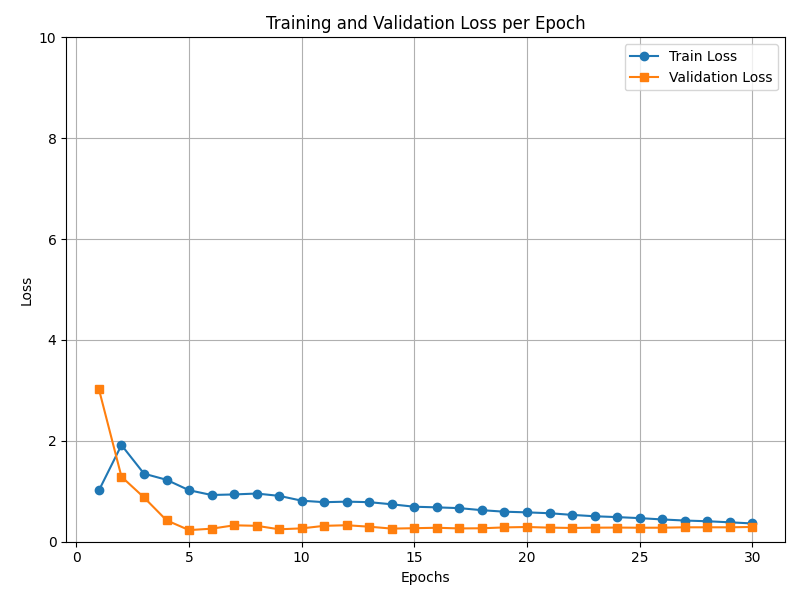 Training and Validation Loss per Epoch
Train Loss
Validation Loss
Loss
10
8
6
4
2
0
0 5 10 15 20 25 30
Epochs